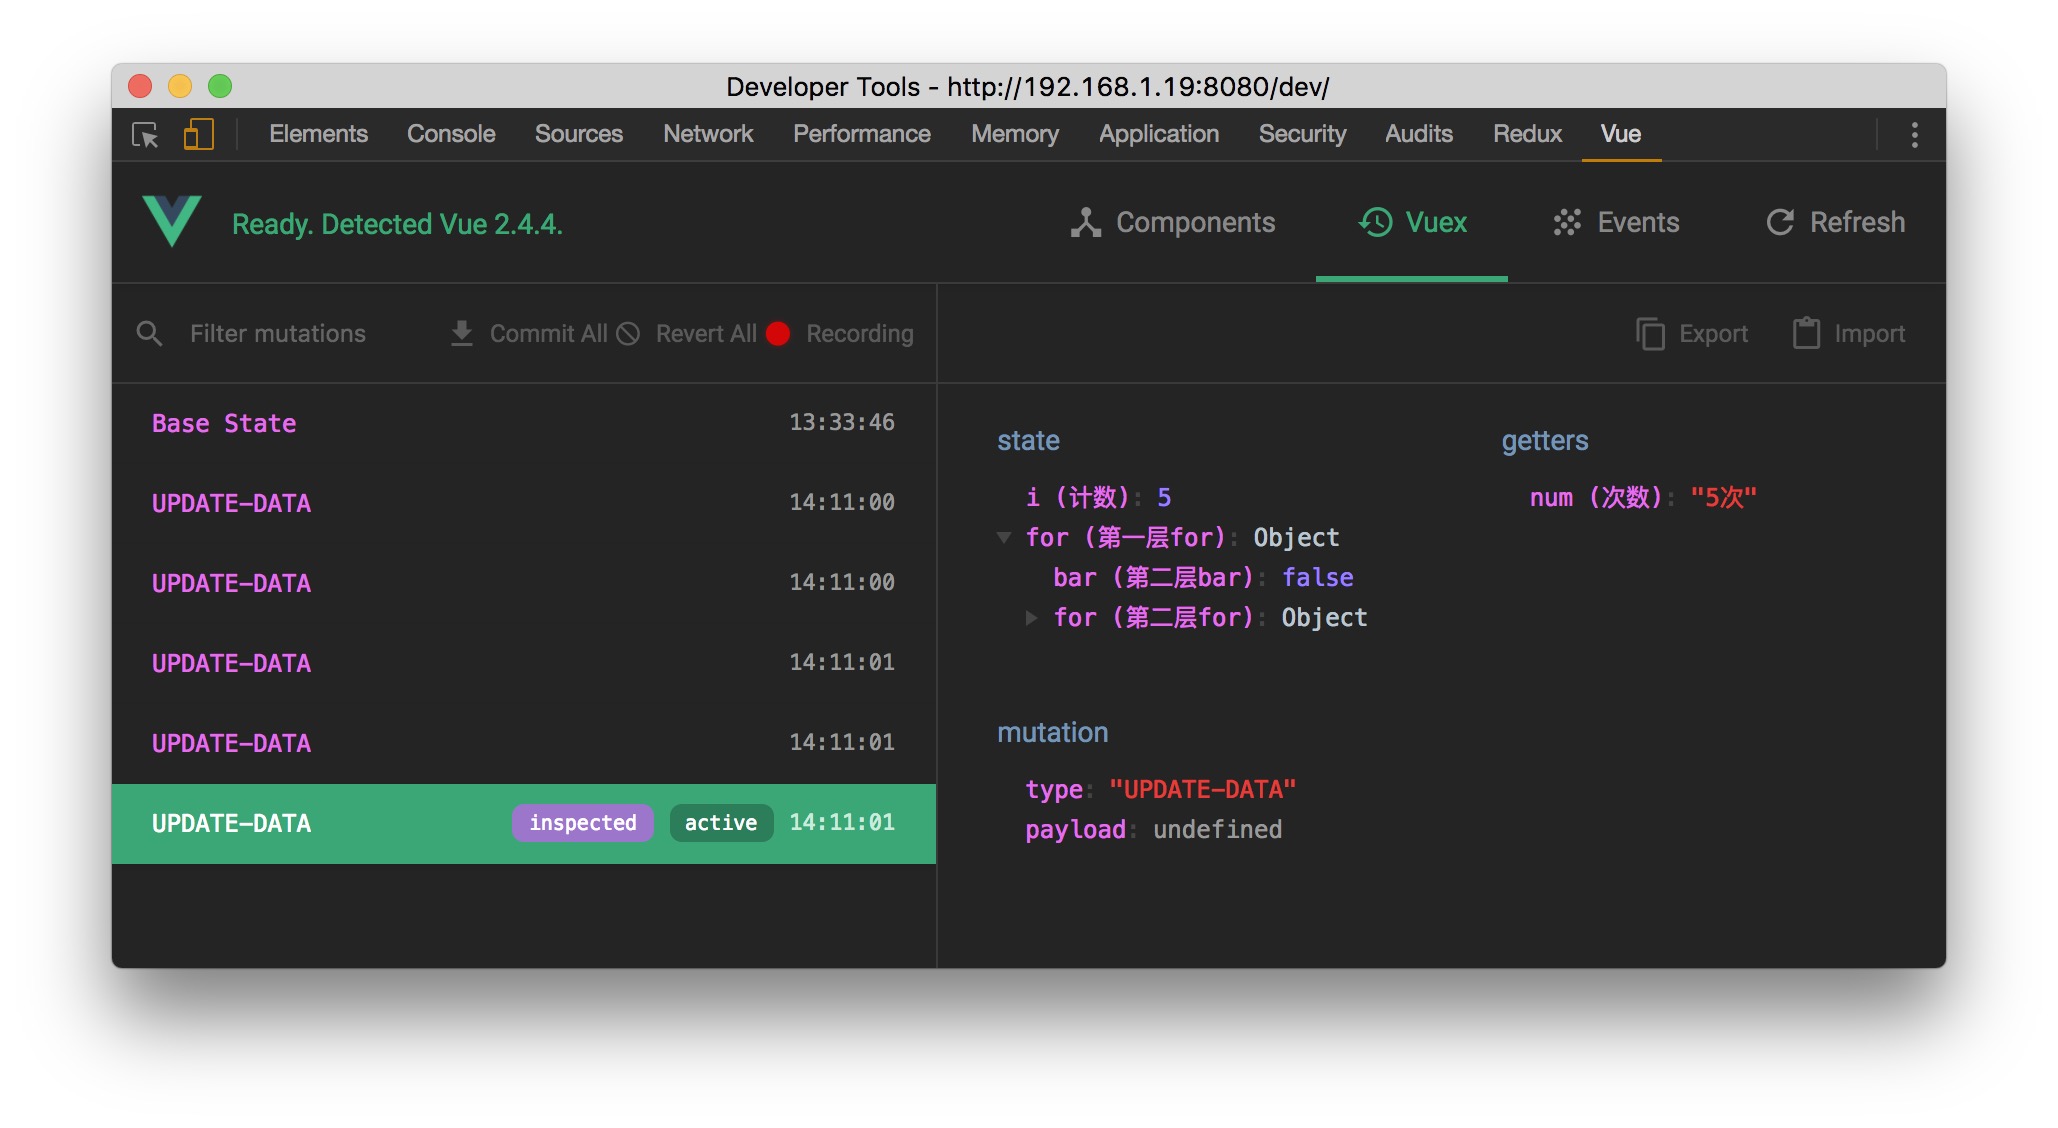 Developer Tools - http://192.168.1.19:8080/dev/
Elements Console Sources Network Performance Memory Application Security Audits Redux Vue
Ready. Detected Vue 2.4.4.
Components Vuex Events Refresh
Filter mutations Commit All Revert All Recording
Export Import
Base State 13:33:46
UPDATE-DATA 14:11:00
UPDATE-DATA 14:11:00
UPDATE-DATA 14:11:01
UPDATE-DATA 14:11:01
UPDATE-DATA inspected active 14:11:01
state
i (计数): 5
for (第一层for): Object
bar (第二层bar): false
for (第二层for): Object
getters
num (次数): "5次"
mutation
type: "UPDATE-DATA"
payload: undefined